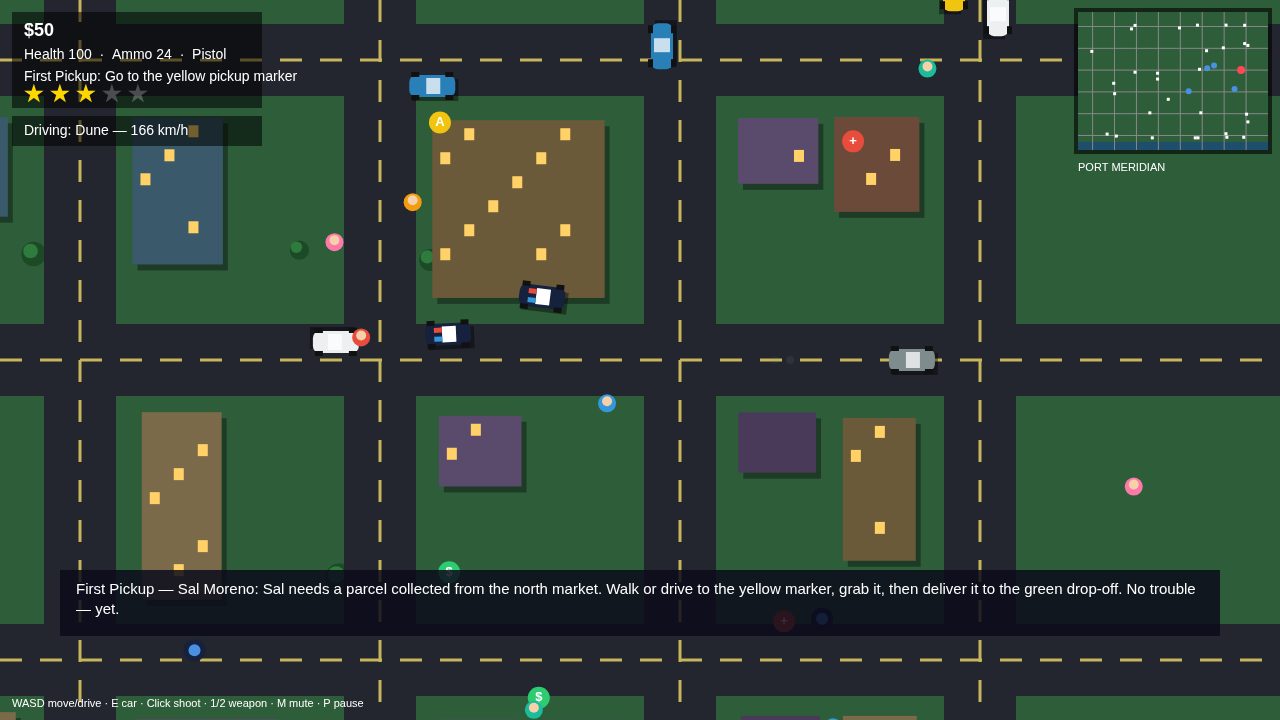 $50
Health 100 · Ammo 24 · Pistol
First Pickup: Go to the yellow pickup marker
Driving: Dune — 166 km/h
A
+
PORT MERIDIAN
$
First Pickup — Sal Moreno: Sal needs a parcel collected from the north market. Walk or drive to the yellow marker, grab it, then deliver it to the green drop-off. No trouble
— yet.
+
$
WASD move/drive · E car · Click shoot · 1/2 weapon · M mute · P pause